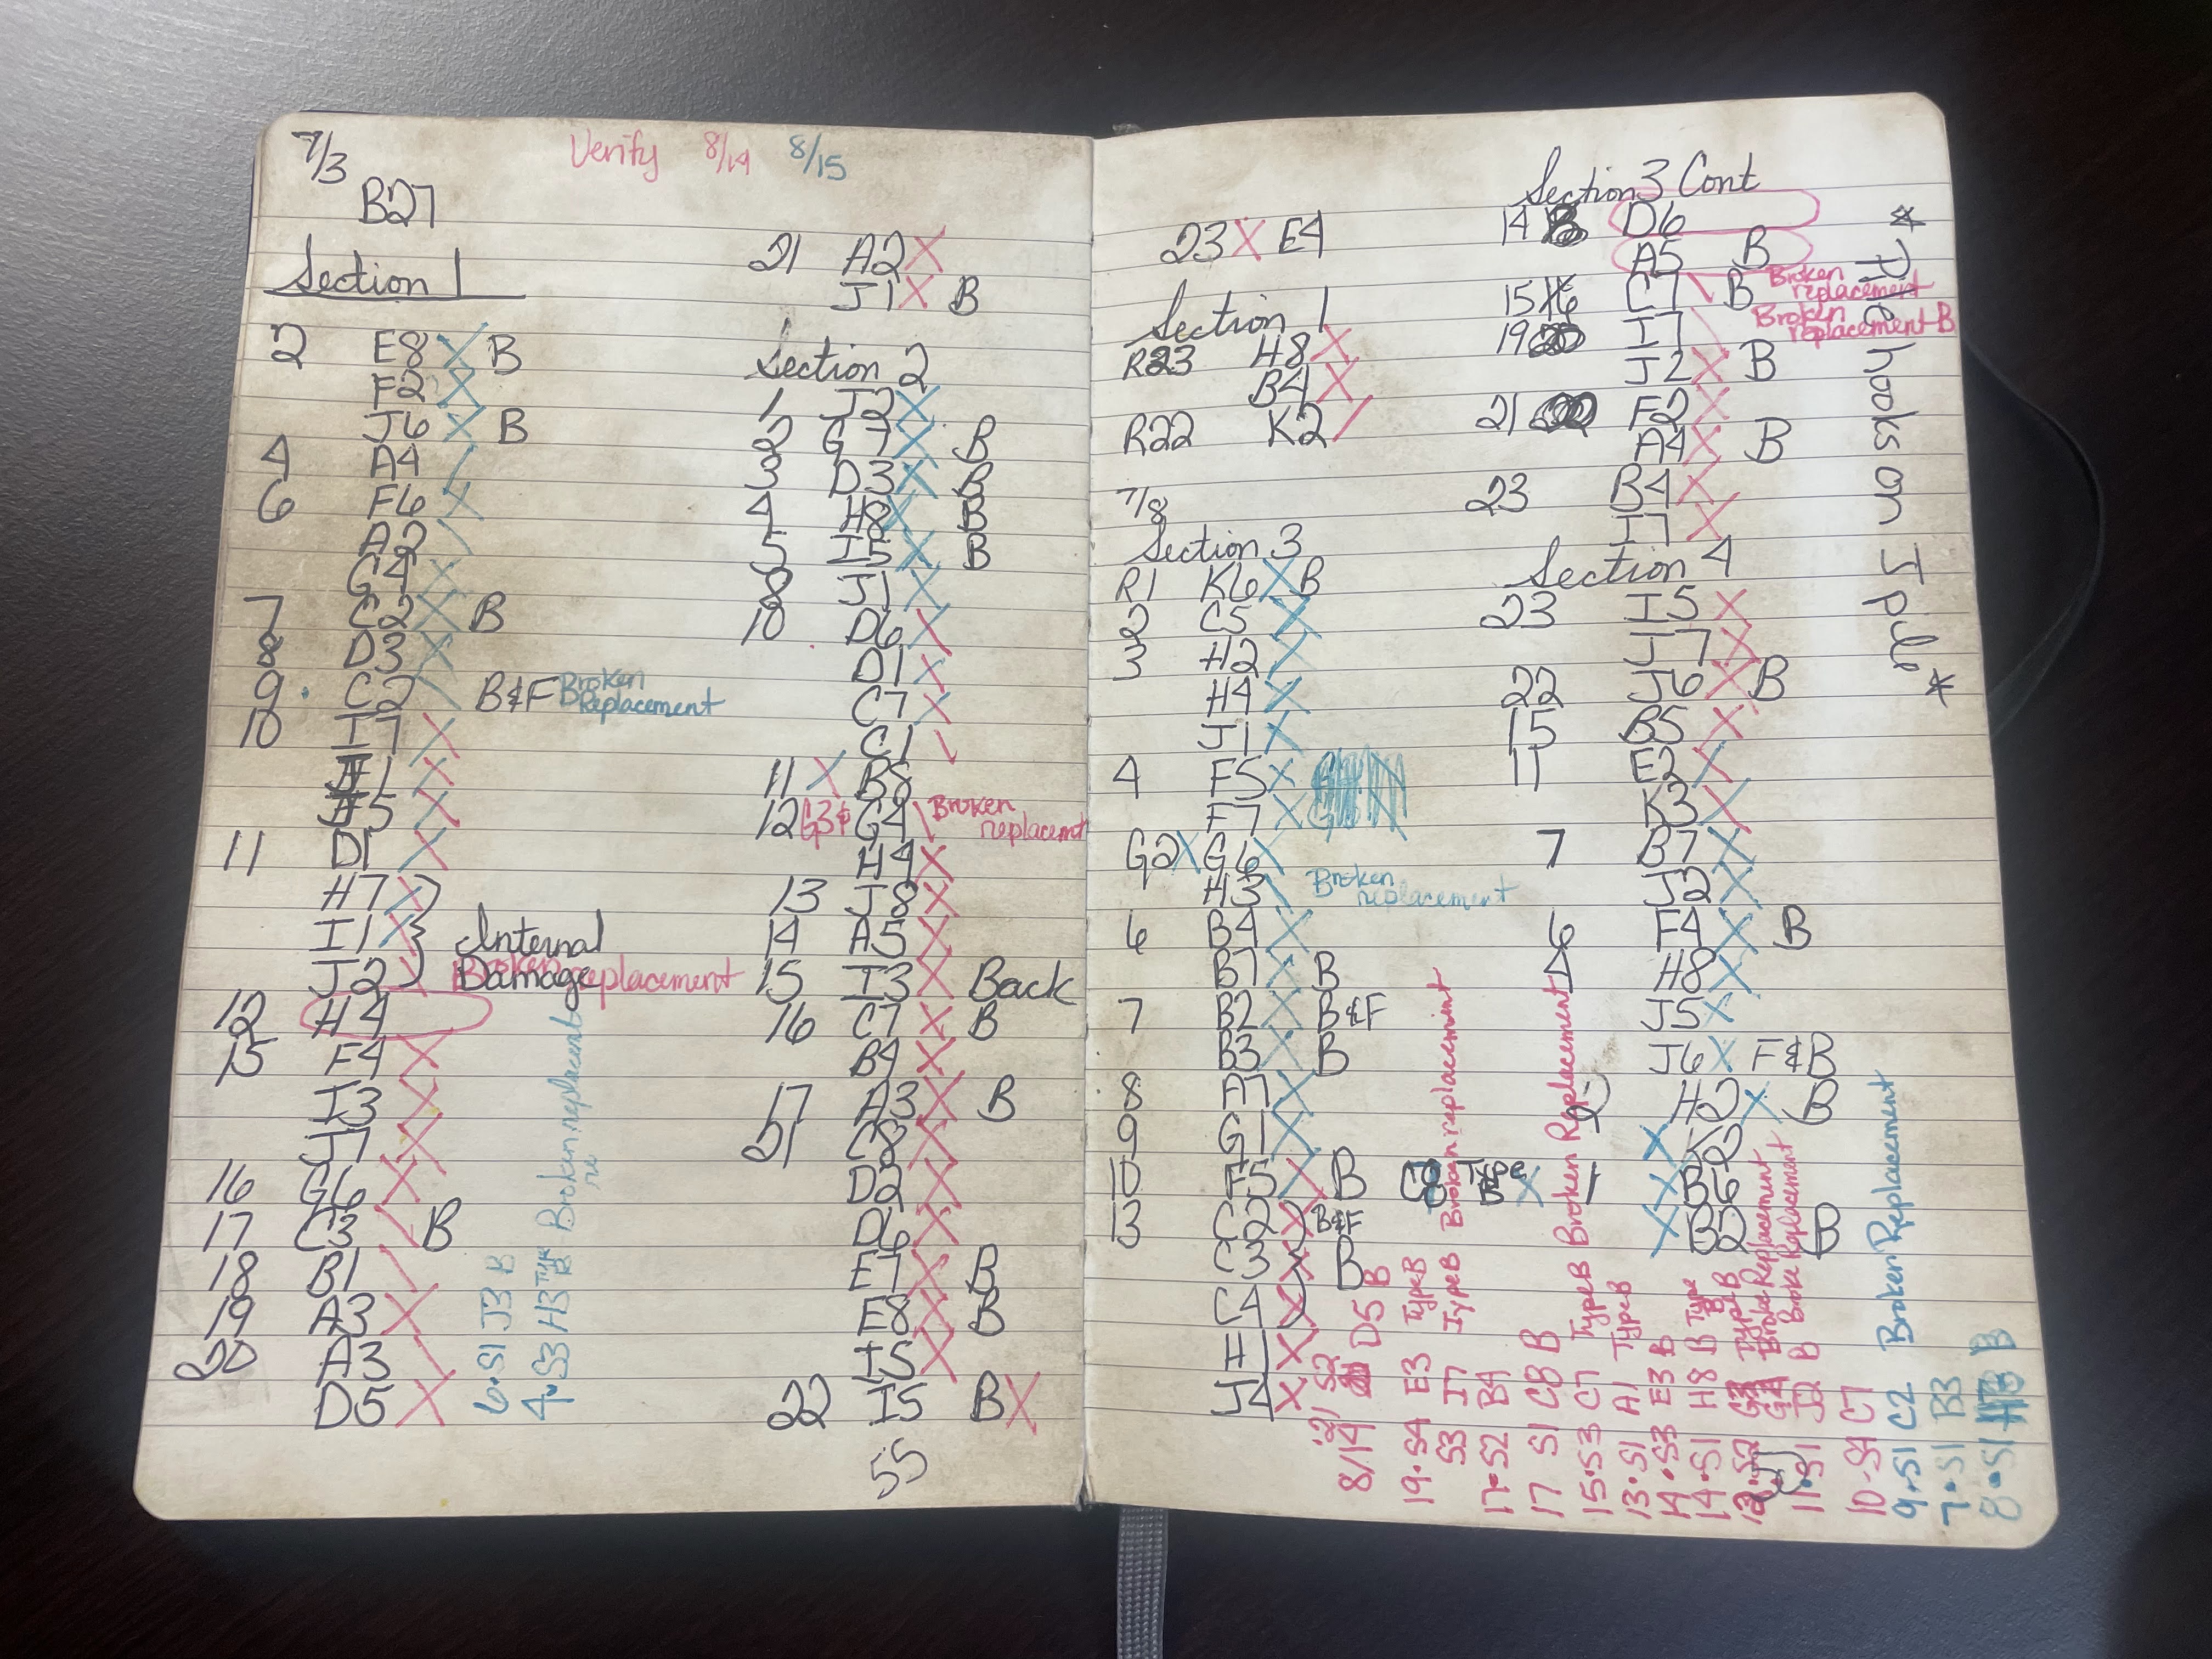 7/3
B27
Verify 8/14 8/15
Section 1
2 E8 X B
F2 X
J6 X B
4 A4 /
6 F6 X
A2 \
G4 X
7 C2 X B
8 D3 X
9 · C2 \ B&F Broken Replacement
10 I7 X
X
X
11 D1 X
H7 X
I1 X } Internal Damage
J2 \ Broken replacement
12 H4
15 F4 X
I3 X
J7 X
16 G6 X
17 C3 \ B
18 B1 \
19 A3 X
20 A3 \
D5 X
6·S1 J3 B
4·S3 H3 Type B Broken replacement
21 A2 X
J1 X B
Section 2
1 J2 X
2 G7 X B
3 D3 X B
4 H8 X B
5 I5 X B
8 J1 X
10 D6 X
D1 X
C7 X
C1 \
11 X B8
12 G3& G4 \ Broken replacemt
H4 X
13 J8 X
14 A5 X
15 I3 X Back
16 C7 X B
B4 X
17 A3 X B
21 C8 X
D2 X
D6 X
E7 X B
E8 X B
I5 X
22 I5 B X
55
23 X E4
Section 1
R23 H8 X
B4 X
R22 K2 /
7/8
Section 3
R1 K6 X B
2 C5 X
3 H2 X
H4 X
J1 X
4 F5 X
F7 X
G2 X G6 X
H3 \ Broken replacement
6 B4 X
B7 X B
7 B2 X B&F
B3 X B
8 A7 X
9 G1 X
10 F5 X B C8 Type B X
13 C2 X B&F
C3 X B
C4 X
H1 X
J4 X
Section 3 Cont
14 D6
A5 B
15 C7 \ B Broken replacement
19 I7 \ Broken replacement-B
J2 X B
21 F2 X
A4 X B
23 B4 X
I7 X
Section 4
23 I5 X
J7 X
22 J6 X B
15 B5 X
11 E2 X
K3 X
7 B7 X
J2 X
6 F4 X B
4 H8 X
J5 X
J6 X F&B
2 H2 X B
X K2
1 X B6
X B2 B
* Ride hooks on J pile *
8/14 21 S2 D5 B
19·S4 E3 Type B
S3 I7 Type B Broken replacement
17·S2 B4
17 S1 C8 B
15·S3 C7 Type B Broken Replacement
13·S1 A1 Type B
14·S3 E3 B
14·S1 H8 B Type B
12·S2 G3 Type B Broke Replacement
11·S1 J2 B Broke Replacement
10-S4 C7
9·S1 C2 Broken Replacement
7·S1 B3
8·S1 B